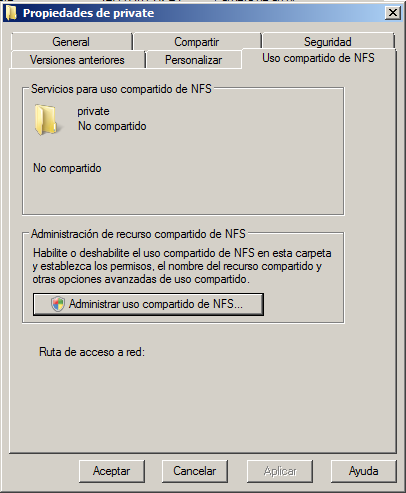 Propiedades de private
General
Compartir
Seguridad
Versiones anteriores
Personalizar
Uso compartido de NFS
Servicios para uso compartido de NFS
private
No compartido
No compartido
Administración de recurso compartido de NFS
Habilite o deshabilite el uso compartido de NFS en esta carpeta
y establezca los permisos, el nombre del recurso compartido y
otras opciones avanzadas de uso compartido.
Administrar uso compartido de NFS...
Ruta de acceso a red:
Aceptar
Cancelar
Aplicar
Ayuda